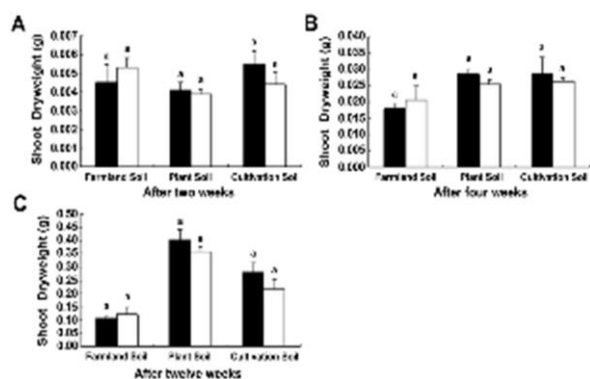 A
Shoot Dryweight (g)
0.007
0.006
0.005
0.004
0.003
0.002
0.001
0.000
Farmland Soil Plant Soil Cultivation Soil
After two weeks
B
Shoot Dryweight (g)
0.040
0.035
0.030
0.025
0.020
0.015
0.010
0.005
0.000
Farmland Soil Plant Soil Cultivation Soil
After four weeks
C
Shoot Dryweight (g)
0.50
0.45
0.40
0.35
0.30
0.25
0.20
0.15
0.10
0.05
0.00
Farmland Soil Plant Soil Cultivation Soil
After twelve weeks